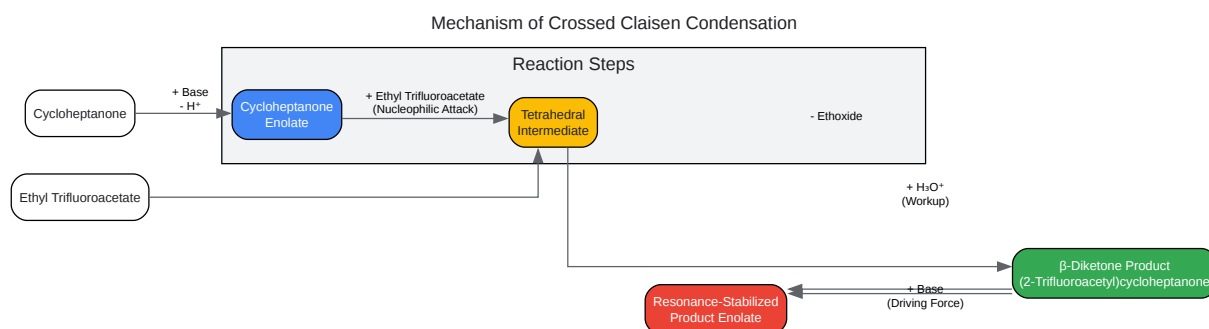 Mechanism of Crossed Claisen Condensation
Reaction Steps
Cycloheptanone
+ Base
- H⁺
Cycloheptanone
Enolate
+ Ethyl Trifluoroacetate
(Nucleophilic Attack)
Tetrahedral
Intermediate
- Ethoxide
Ethyl Trifluoroacetate
+ H₃O⁺
(Workup)
β-Diketone Product
(2-Trifluoroacetyl)cycloheptanone
+ Base
(Driving Force)
Resonance-Stabilized
Product Enolate